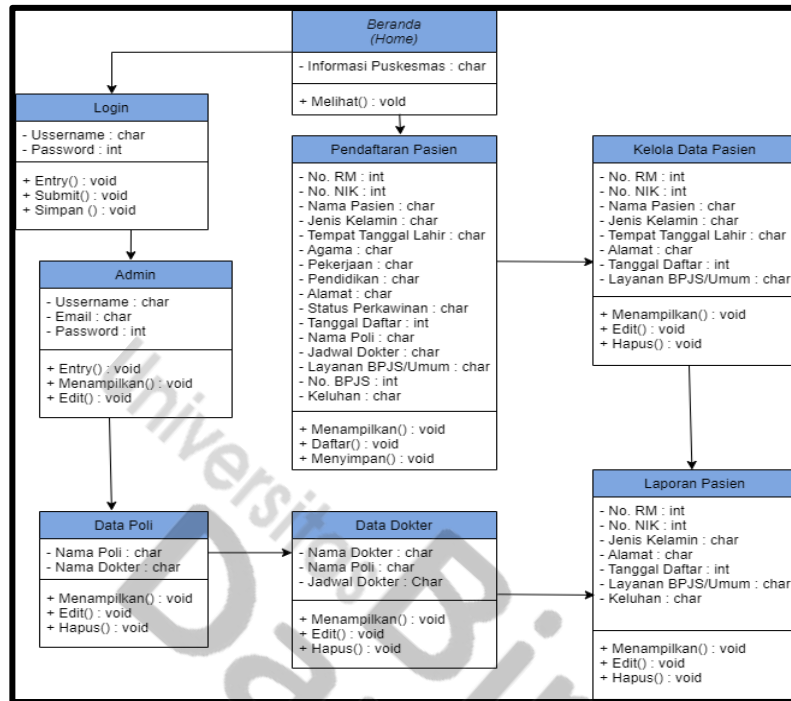 Beranda
(Home)
- Informasi Puskesmas : char
+ Melihat() : void
Login
- Ussername : char
- Password : int
+ Entry() : void
+ Submit() : void
+ Simpan () : void
Pendaftaran Pasien
- No. RM : int
- No. NIK : int
- Nama Pasien : char
- Jenis Kelamin : char
- Tempat Tanggal Lahir : char
- Agama : char
- Pekerjaan : char
- Pendidikan : char
- Alamat : char
- Status Perkawinan : char
- Tanggal Daftar : int
- Nama Poli : char
- Jadwal Dokter : char
- Layanan BPJS/Umum : char
- No. BPJS : int
- Keluhan : char
+ Menampilkan() : void
+ Daftar() : void
+ Menyimpan() : void
Kelola Data Pasien
- No. RM : int
- No. NIK : int
- Nama Pasien : char
- Jenis Kelamin : char
- Tempat Tanggal Lahir : char
- Alamat : char
- Tanggal Daftar : int
- Layanan BPJS/Umum : char
+ Menampilkan() : void
+ Edit() : void
+ Hapus() : void
Admin
- Ussername : char
- Email : char
- Password : int
+ Entry() : void
+ Menampilkan() : void
+ Edit() : void
Data Poli
- Nama Poli : char
- Nama Dokter : char
+ Menampilkan() : void
+ Edit() : void
+ Hapus() : void
Data Dokter
- Nama Dokter : char
- Nama Poli : char
- Jadwal Dokter : Char
+ Menampilkan() : void
+ Edit() : void
+ Hapus() : void
Laporan Pasien
- No. RM : int
- No. NIK : int
- Jenis Kelamin : char
- Alamat : char
- Tanggal Daftar : int
- Layanan BPJS/Umum : char
- Keluhan : char
+ Menampilkan() : void
+ Edit() : void
+ Hapus() : void
Universitas